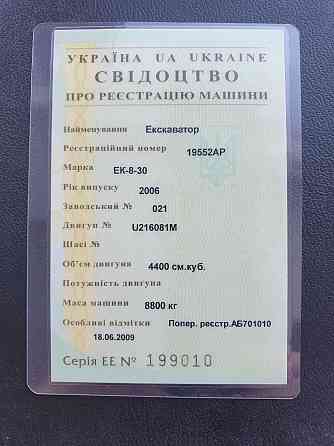 УКРАЇНА UA UKRAINE
СВІДОЦТВО
ПРО РЕЄСТРАЦІЮ МАШИНИ
Найменування Екскаватор
Реєстраційний номер 19552АР
Марка ЕК-8-30
Рік випуску 2006
Заводський № 021
Двигун № U216081M
Шасі №
Об'єм двигуна 4400 см.куб.
Потужність двигуна
Маса машини 8800 кг
Особливі відмітки Попер. реєстр.АБ701010
18.06.2009
Серія ЕЕ № 199010